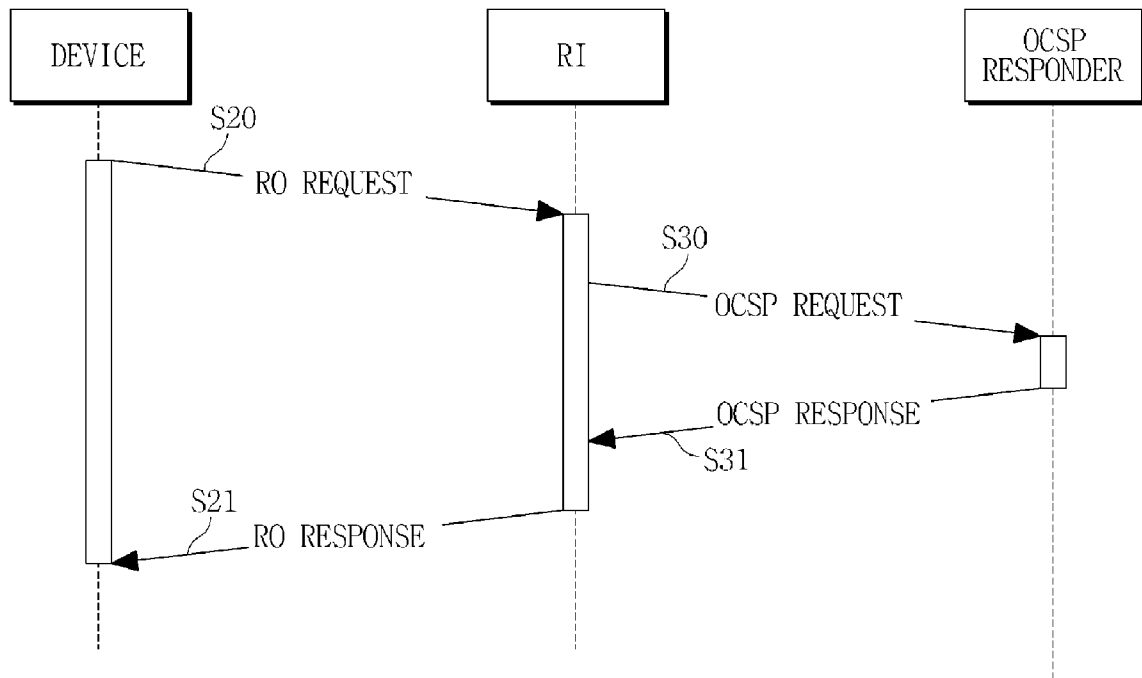 DEVICE
RI
OCSP
RESPONDER
S20
RO REQUEST
S30
OCSP REQUEST
OCSP RESPONSE
S31
S21
RO RESPONSE